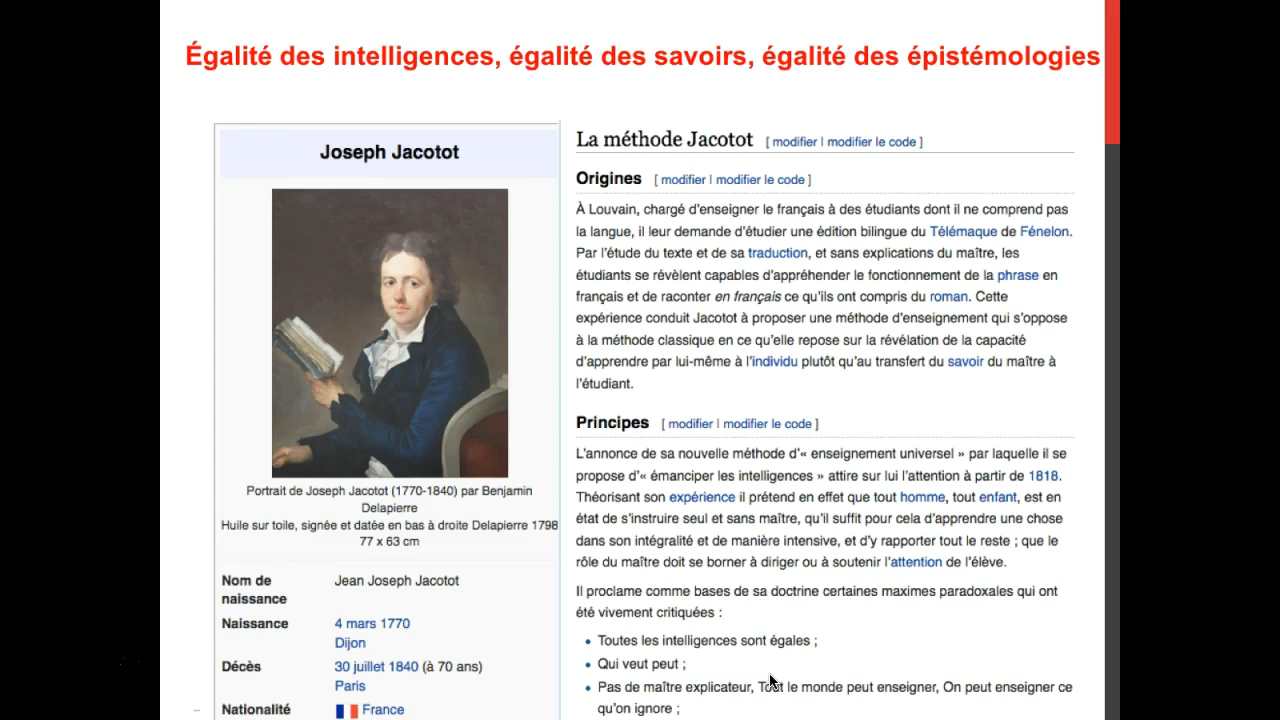 Égalité des intelligences, égalité des savoirs, égalité des épistémologies
Joseph Jacotot
Portrait de Joseph Jacotot (1770-1840) par Benjamin
Delapierre
Huile sur toile, signée et datée en bas à droite Delapierre 1798
77 x 63 cm
Nom de naissance Jean Joseph Jacotot
Naissance 4 mars 1770
Dijon
Décès 30 juillet 1840 (à 70 ans)
Paris
Nationalité France
La méthode Jacotot [ modifier | modifier le code ]
Origines [ modifier | modifier le code ]
À Louvain, chargé d'enseigner le français à des étudiants dont il ne comprend pas
la langue, il leur demande d'étudier une édition bilingue du Télémaque de Fénelon.
Par l'étude du texte et de sa traduction, et sans explications du maître, les
étudiants se révèlent capables d'appréhender le fonctionnement de la phrase en
français et de raconter en français ce qu'ils ont compris du roman. Cette
expérience conduit Jacotot à proposer une méthode d'enseignement qui s'oppose
à la méthode classique en ce qu'elle repose sur la révélation de la capacité
d'apprendre par lui-même à l'individu plutôt qu'au transfert du savoir du maître à
l'étudiant.
Principes [ modifier | modifier le code ]
L'annonce de sa nouvelle méthode d'« enseignement universel » par laquelle il se
propose d'« émanciper les intelligences » attire sur lui l'attention à partir de 1818.
Théorisant son expérience il prétend en effet que tout homme, tout enfant, est en
état de s'instruire seul et sans maître, qu'il suffit pour cela d'apprendre une chose
dans son intégralité et de manière intensive, et d'y rapporter tout le reste ; que le
rôle du maître doit se borner à diriger ou à soutenir l'attention de l'élève.
Il proclame comme bases de sa doctrine certaines maximes paradoxales qui ont
été vivement critiquées :
• Toutes les intelligences sont égales ;
• Qui veut peut ;
• Pas de maître explicateur, Tout le monde peut enseigner, On peut enseigner ce
qu'on ignore ;